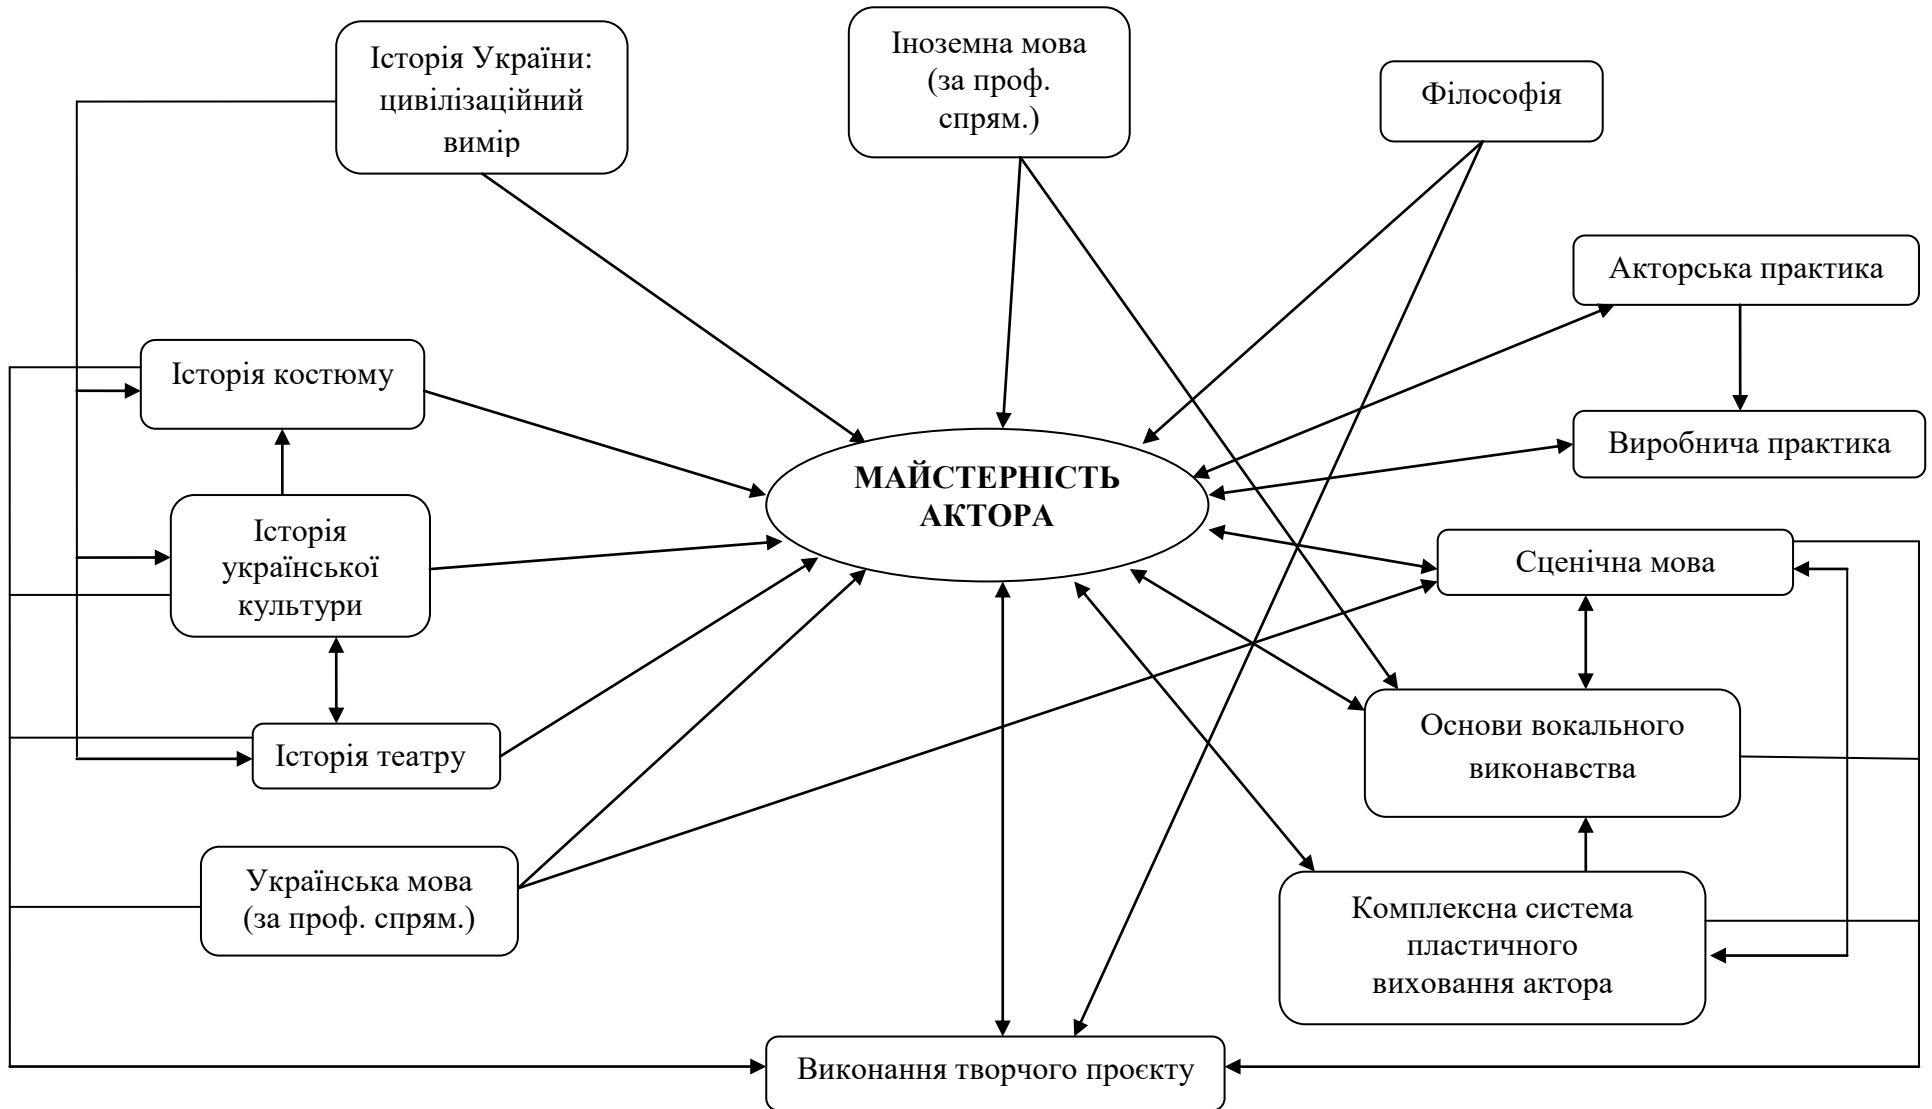 Історія України:
цивілізаційний
вимір
Іноземна мова
(за проф.
спрям.)
Філософія
Акторська практика
Історія костюму
Виробнича практика
МАЙСТЕРНІСТЬ
АКТОРА
Історія
української
культури
Сценічна мова
Історія театру
Основи вокального
виконавства
Українська мова
(за проф. спрям.)
Комплексна система
пластичного
виховання актора
Виконання творчого проєкту